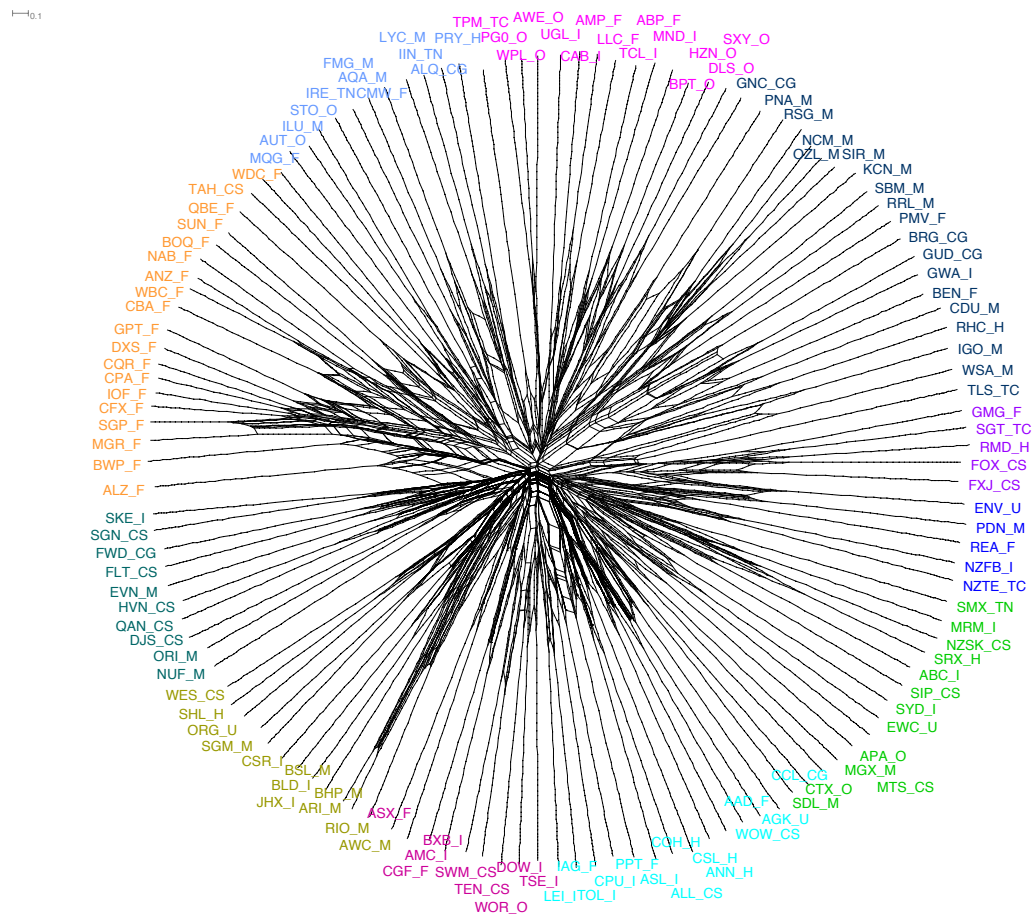 0.1
AWE_O
TPM_TC
AMP_F
ABP_F
UGL_I
PG0_O
MND_I
LLC_F
SXY_O
LYC_M
PRY_H
WPL_O
CAB_I
TCL_I
HZN_O
IIN_TN
ALQ_CG
DLS_O
BPT_O
GNC_CG
FMG_M
AQA_M
IRE_TN
CMW_F
STO_O
ILU_M
AUT_O
MQG_F
PNA_M
RSG_M
NCM_M
OZL_M
SIR_M
KCN_M
SBM_M
RRL_M
PMV_F
BRG_CG
GUD_CG
GWA_I
BEN_F
CDU_M
RHC_H
IGO_M
WSA_M
TLS_TC
GMG_F
SGT_TC
RMD_H
FOX_CS
FXJ_CS
ENV_U
PDN_M
REA_F
NZFB_I
NZTE_TC
SMX_TN
MRM_I
NZSK_CS
SRX_H
ABC_I
SIP_CS
SYD_I
EWC_U
APA_O
MGX_M
MTS_CS
CTX_O
SDL_M
CCL_CG
AAD_F
AGK_U
WOW_CS
COH_H
CSL_H
ANN_H
ALL_CS
ASL_I
PPT_F
CPU_I
TOL_I
IAG_F
LEI_I
TSE_I
DOW_I
WOR_O
TEN_CS
SWM_CS
BXB_I
CGF_F
AMC_I
ASX_F
AWC_M
RIO_M
BHP_M
ARI_M
JHX_I
BLD_I
BSL_M
CSR_I
SGM_M
ORG_U
SHL_H
WES_CS
NUF_M
ORI_M
DJS_CS
QAN_CS
HVN_CS
EVN_M
FLT_CS
FWD_CG
SGN_CS
SKE_I
ALZ_F
BWP_F
MGR_F
SGP_F
CFX_F
IOF_F
CPA_F
CQR_F
DXS_F
GPT_F
CBA_F
WBC_F
ANZ_F
NAB_F
BOQ_F
SUN_F
QBE_F
TAH_CS
WDC_F